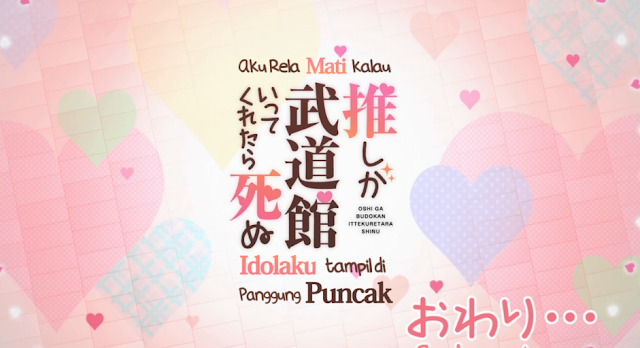 aku Rela Mati kalau
推しが
武道館
いって
くれたら
死ぬ
OSHI GA
BUDOKAN
ITTEKURETARA
SHINU
Idolaku tampil di
Panggung Puncak
おわり…